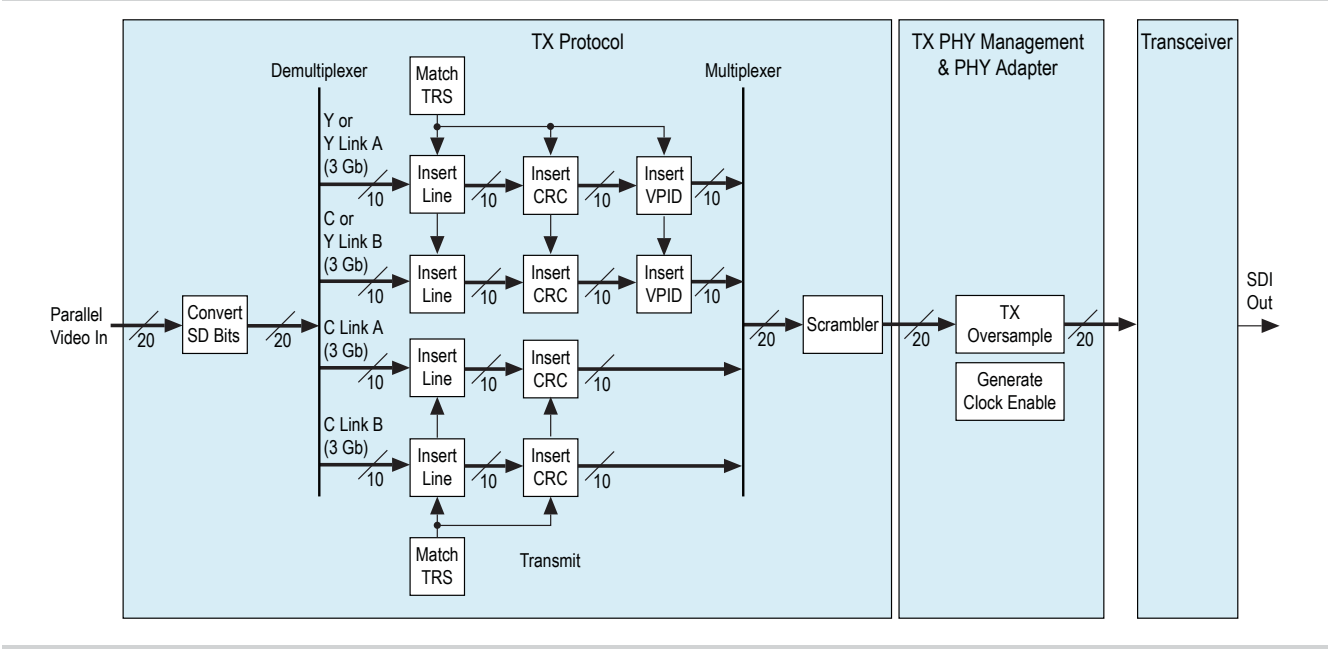 TX Protocol
TX PHY Management
& PHY Adapter
Transceiver
Demultiplexer
Multiplexer
Match
TRS
Y or
Y Link A
(3 Gb)
10
Insert
Line
10
Insert
CRC
10
Insert
VPID
10
C or
Y Link B
(3 Gb)
10
Insert
Line
10
Insert
CRC
10
Insert
VPID
10
Parallel
Video In
20
Convert
SD Bits
20
C Link A
(3 Gb)
10
Insert
Line
10
Insert
CRC
10
20
Scrambler
20
TX
Oversample
20
Generate
Clock Enable
SDI
Out
C Link B
(3 Gb)
10
Insert
Line
10
Insert
CRC
10
Match
TRS
Transmit